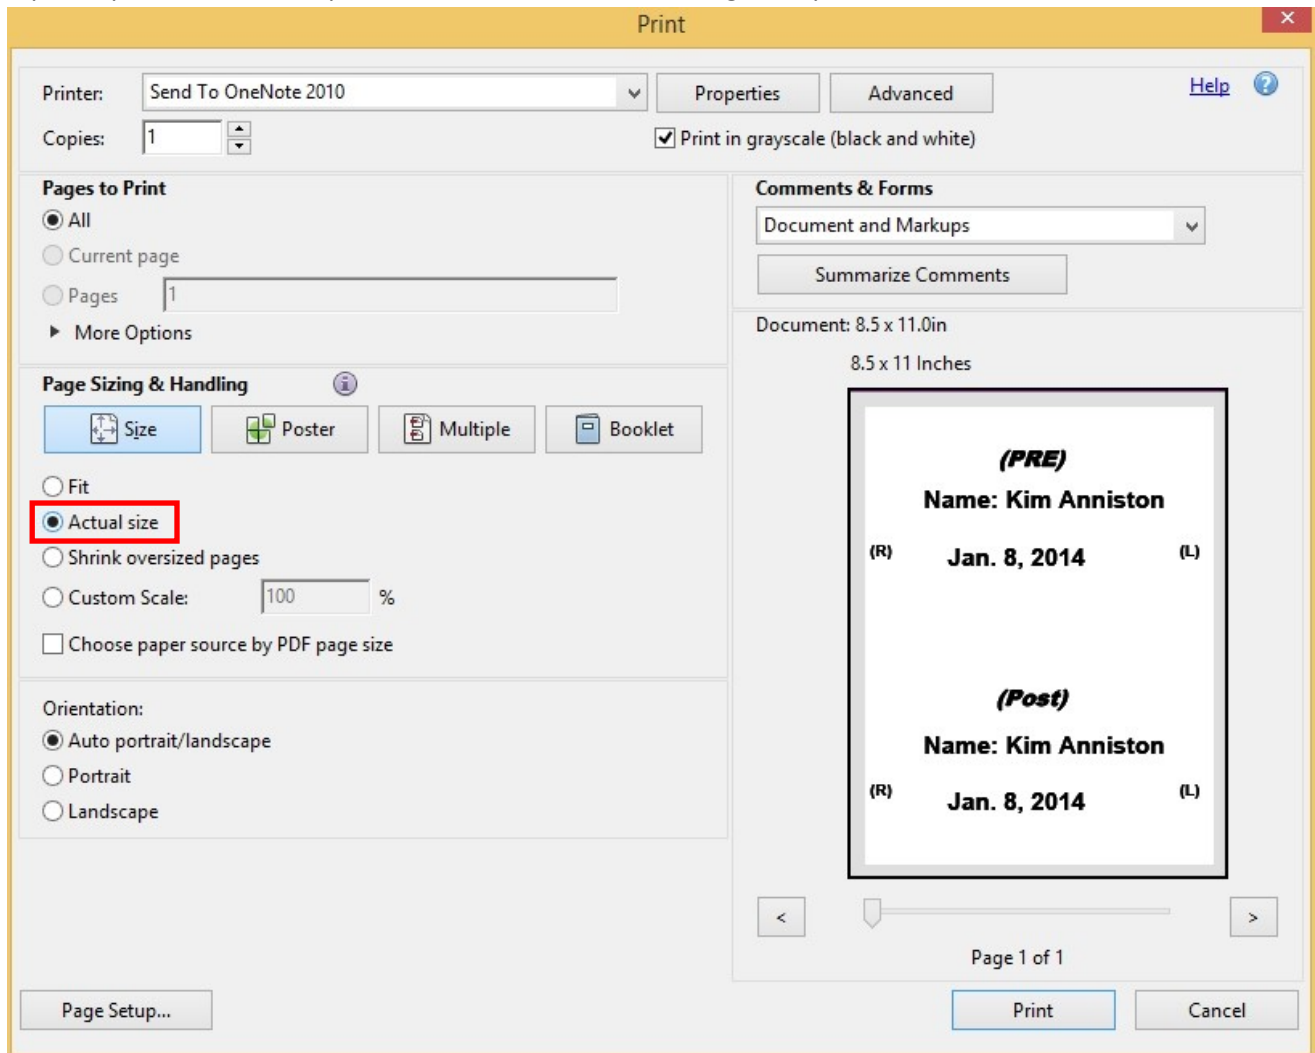 Print
Printer: Send To OneNote 2010 Properties Advanced Help
Copies: 1 Print in grayscale (black and white)
Pages to Print
All
Current page
Pages 1
More Options
Comments & Forms
Document and Markups
Summarize Comments
Page Sizing & Handling
Size Poster Multiple Booklet
Fit
Actual size
Shrink oversized pages
Custom Scale: 100 %
Choose paper source by PDF page size
Orientation:
Auto portrait/landscape
Portrait
Landscape
Document: 8.5 x 11.0in
8.5 x 11 Inches
(PRE)
Name: Kim Anniston
(R) Jan. 8, 2014 (L)
(Post)
Name: Kim Anniston
(R) Jan. 8, 2014 (L)
< >
Page 1 of 1
Page Setup... Print Cancel